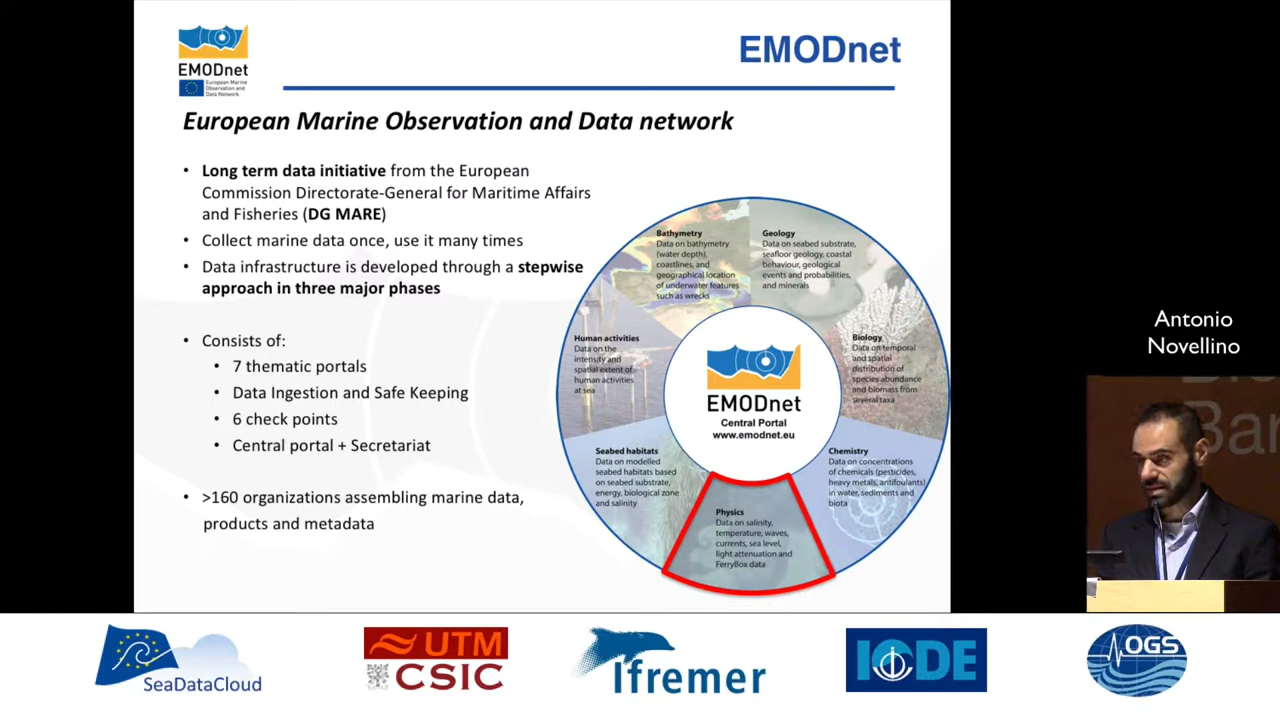 EMODnet
European Marine
Observation and
Data Network
EMODnet
European Marine Observation and Data network
• Long term data initiative from the European
Commission Directorate-General for Maritime Affairs
and Fisheries (DG MARE)
• Collect marine data once, use it many times
• Data infrastructure is developed through a stepwise
approach in three major phases
• Consists of:
• 7 thematic portals
• Data Ingestion and Safe Keeping
• 6 check points
• Central portal + Secretariat
• >160 organizations assembling marine data,
products and metadata
Bathymetry
Data on bathymetry
(water depth),
coastlines, and
geographical location
of underwater features
such as wrecks
Geology
Data on seabed substrate,
seafloor geology, coastal
behaviour, geological
events and probabilities,
and minerals
Human activities
Data on the
intensity and
spatial extent of
human activities
at sea
Biology
Data on temporal
and spatial
distribution of
species abundance
and biomass from
several taxa
EMODnet
Central Portal
www.emodnet.eu
Seabed habitats
Data on modelled
seabed habitats based
on seabed substrate,
energy, biological zone
and salinity
Chemistry
Data on concentrations
of chemicals (pesticides,
heavy metals, antifoulants)
in water, sediments and
biota
Physics
Data on salinity,
temperature, waves,
currents, sea level,
light attenuation and
FerryBox data
Antonio
Novellino
Bar
SeaDataCloud
UTM
CSIC
Ifremer
IODE
OGS